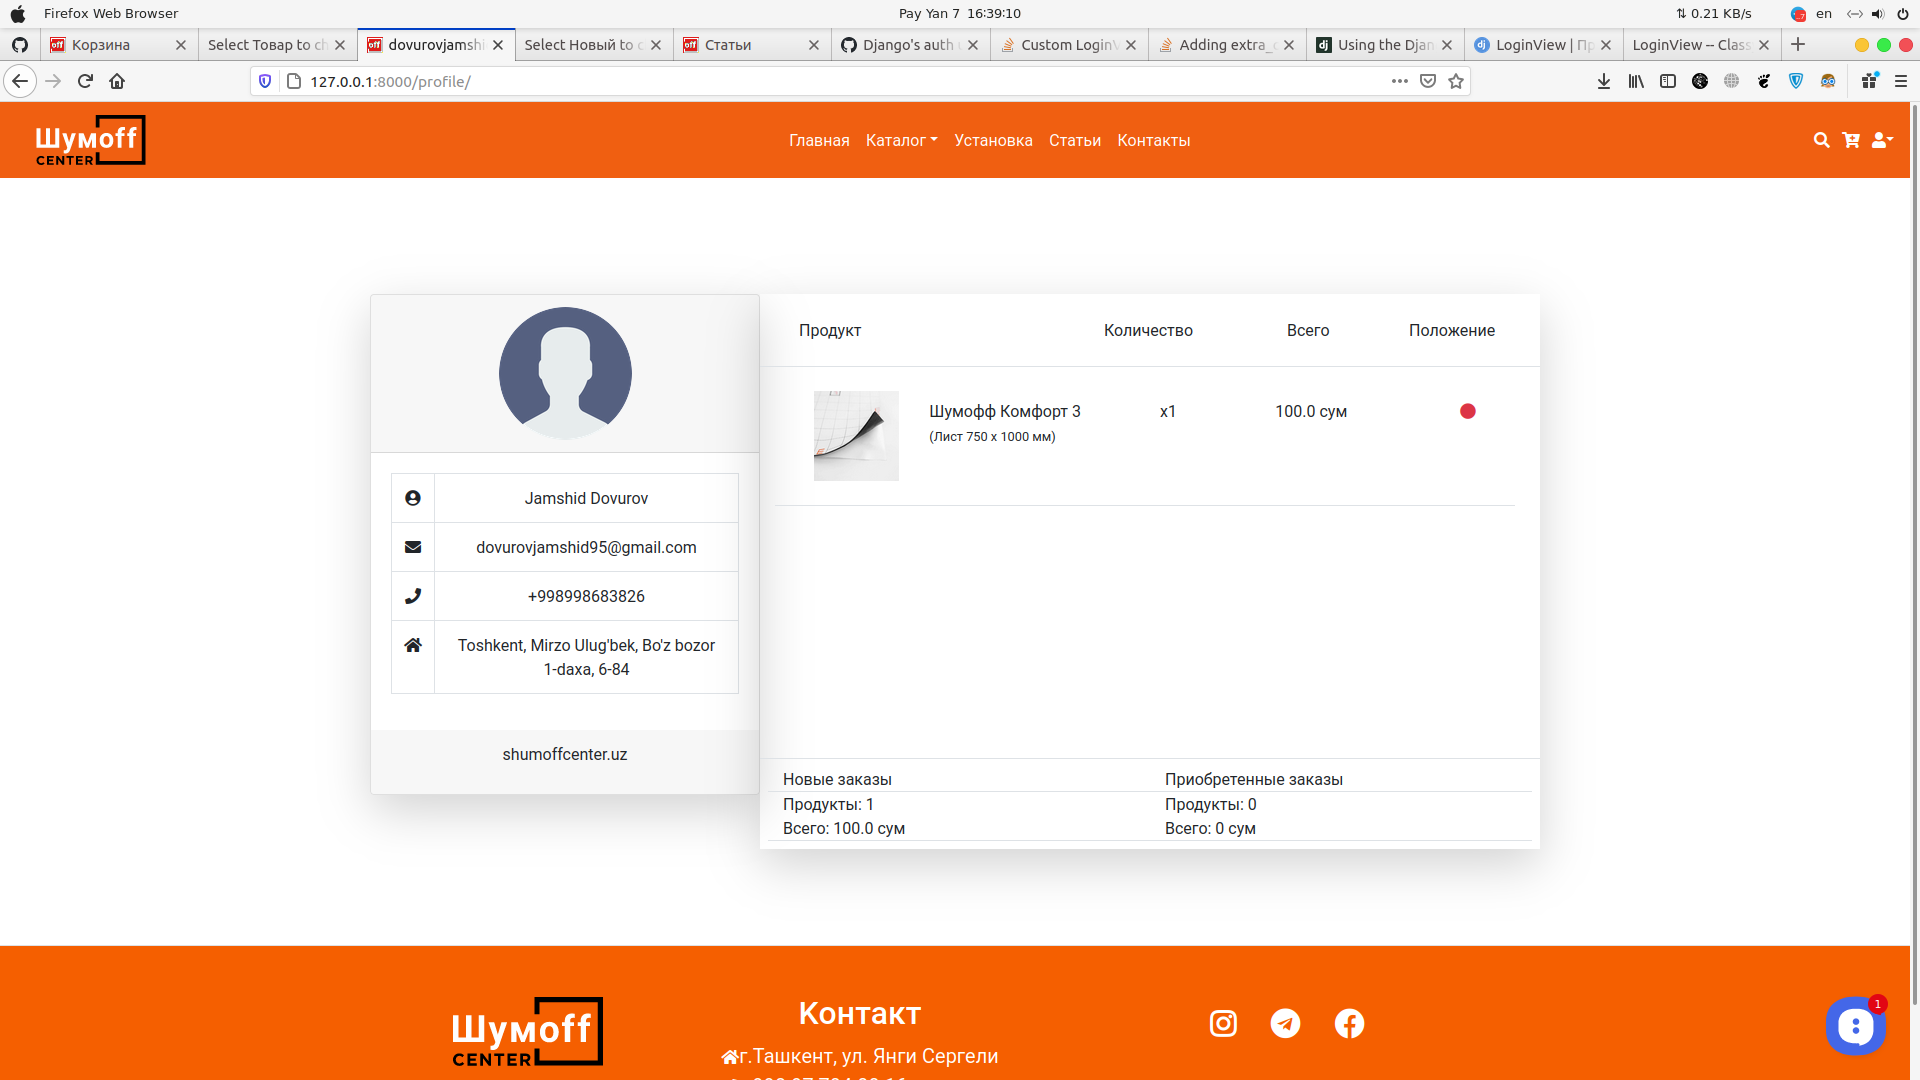 Firefox Web Browser
Pay Yan 7 16:39:10
0.21 KB/s
en
Корзина
Select Товар to ch
dovurovjamshi
Select Новый to c
Статьи
Django's auth
Custom LoginV
Adding extra_c
Using the Djan
LoginView | Пр
LoginView -- Class
127.0.0.1:8000/profile/
Шумoff
CENTER
Главная
Каталог
Установка
Статьи
Контакты
Продукт
Количество
Всего
Положение
Шумофф Комфорт 3
x1
100.0 сум
(Лист 750 x 1000 мм)
Jamshid Dovurov
dovurovjamshid95@gmail.com
+998998683826
Toshkent, Mirzo Ulug'bek, Bo'z bozor
1-daxa, 6-84
shumoffcenter.uz
Новые заказы
Приобретенные заказы
Продукты: 1
Продукты: 0
Всего: 100.0 сум
Всего: 0 сум
Шумoff
CENTER
Контакт
г.Ташкент, ул. Янги Сергели
1